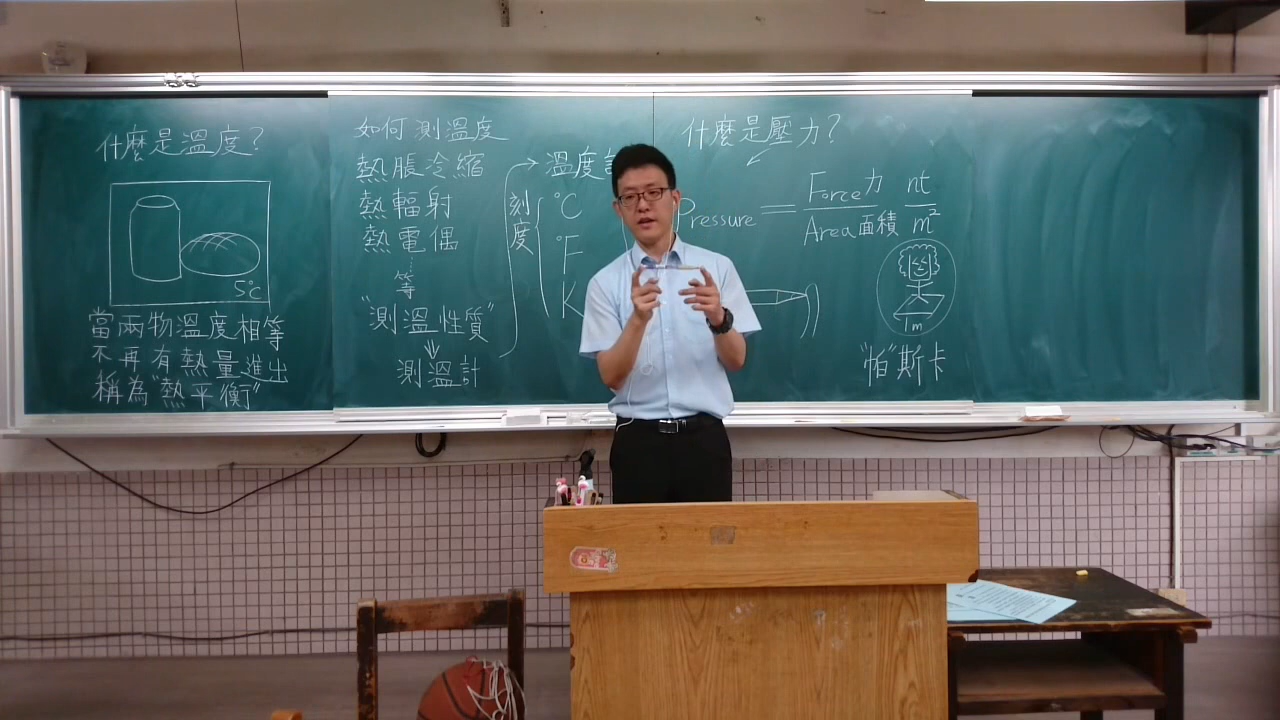 什麼是溫度?
5℃
當兩物溫度相等
不再有熱量進出
稱為"熱平衡"
如何測溫度
熱脹冷縮
熱輻射
熱電偶
等
"測溫性質"
測溫計
刻度
溫度計
℃
℉
K
什麼是壓力?
Pressure = Force力 / Area面積 nt / m²
1m
"帕"斯卡